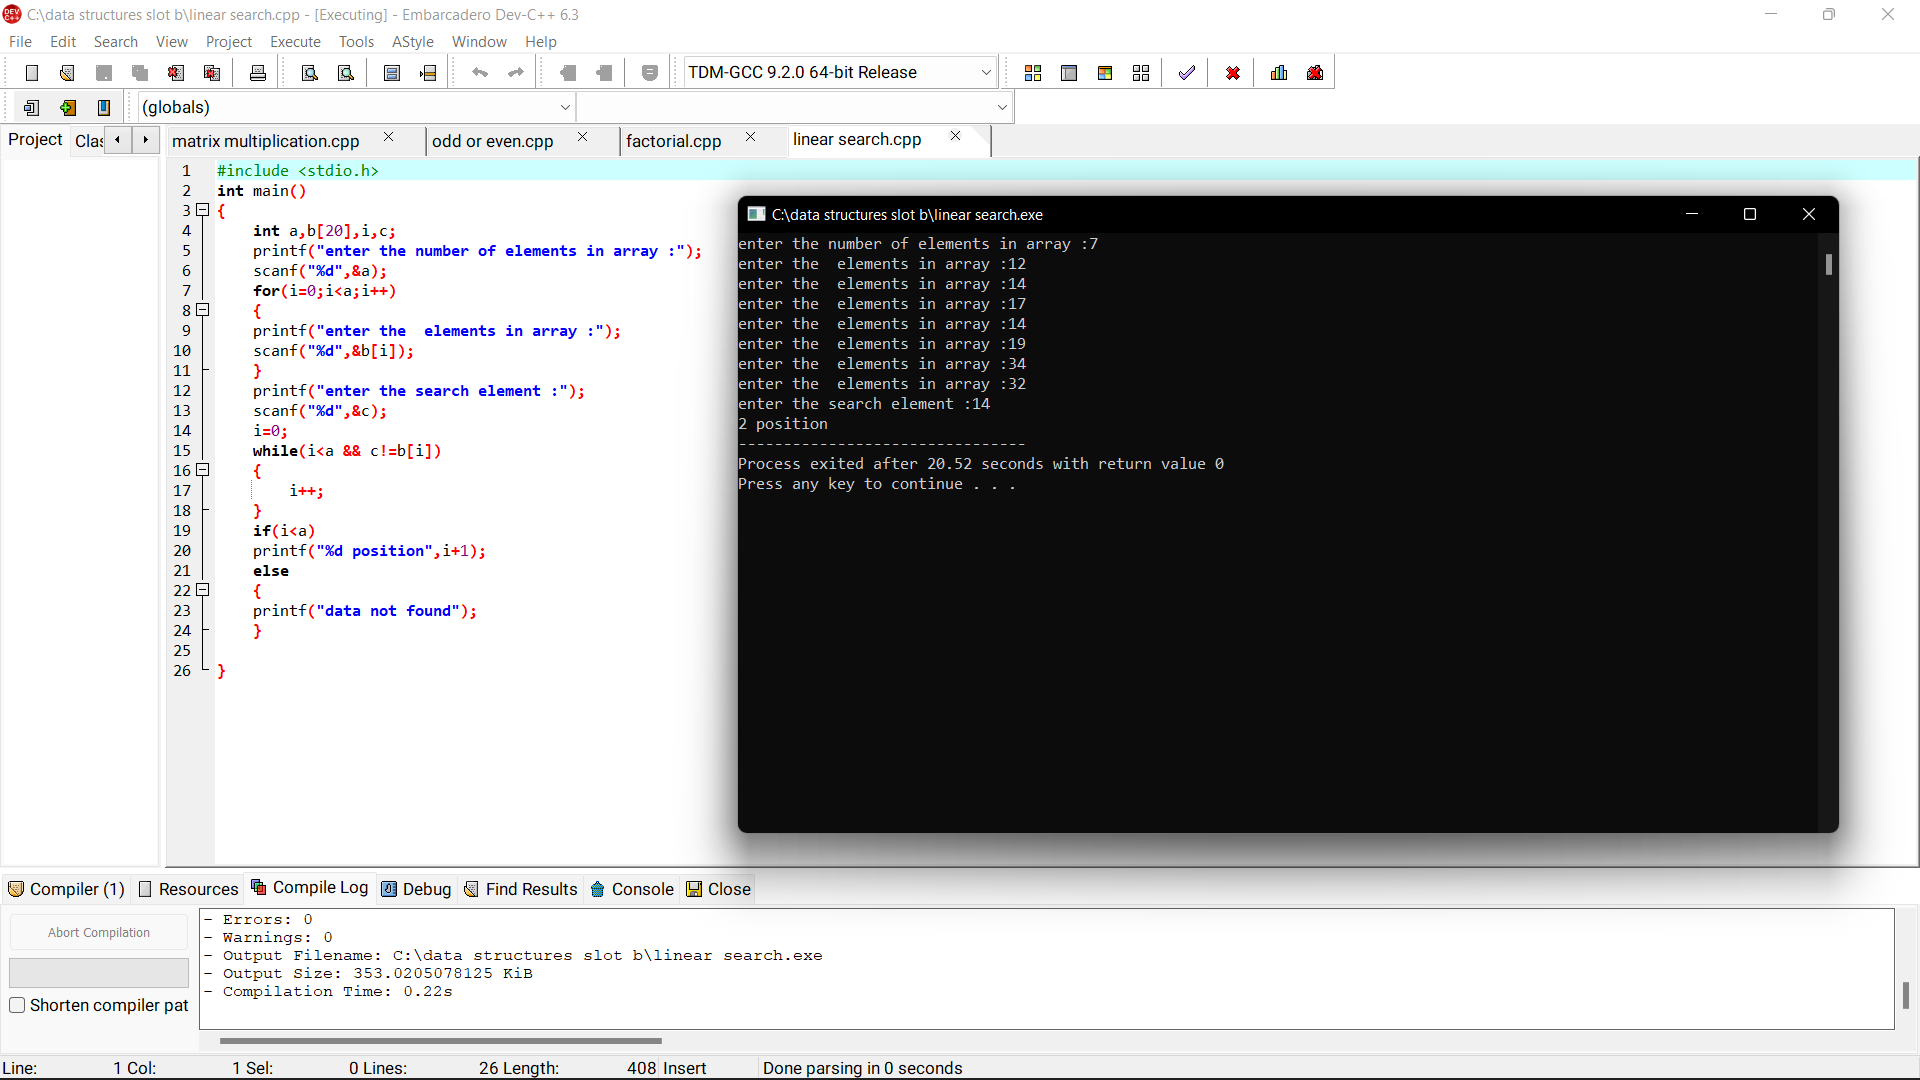 C:\data structures slot b\linear search.cpp - [Executing] - Embarcadero Dev-C++ 6.3
File Edit Search View Project Execute Tools AStyle Window Help
TDM-GCC 9.2.0 64-bit Release
(globals)
Project Clas matrix multiplication.cpp odd or even.cpp factorial.cpp linear search.cpp
1 #include <stdio.h>
2 int main()
3 {
4 int a,b[20],i,c;
5 printf("enter the number of elements in array :");
6 scanf("%d",&a);
7 for(i=0;i<a;i++)
8 {
9 printf("enter the  elements in array :");
10 scanf("%d",&b[i]);
11 }
12 printf("enter the search element :");
13 scanf("%d",&c);
14 i=0;
15 while(i<a && c!=b[i])
16 {
17 i++;
18 }
19 if(i<a)
20 printf("%d position",i+1);
21 else
22 {
23 printf("data not found");
24 }
25
26 }
C:\data structures slot b\linear search.exe
enter the number of elements in array :7
enter the  elements in array :12
enter the  elements in array :14
enter the  elements in array :17
enter the  elements in array :14
enter the  elements in array :19
enter the  elements in array :34
enter the  elements in array :32
enter the search element :14
2 position
--------------------------------
Process exited after 20.52 seconds with return value 0
Press any key to continue . . .
Compiler (1) Resources Compile Log Debug Find Results Console Close
Abort Compilation
Shorten compiler pat
- Errors: 0
- Warnings: 0
- Output Filename: C:\data structures slot b\linear search.exe
- Output Size: 353.0205078125 KiB
- Compilation Time: 0.22s
Line: 1 Col: 1 Sel: 0 Lines: 26 Length: 408 Insert Done parsing in 0 seconds